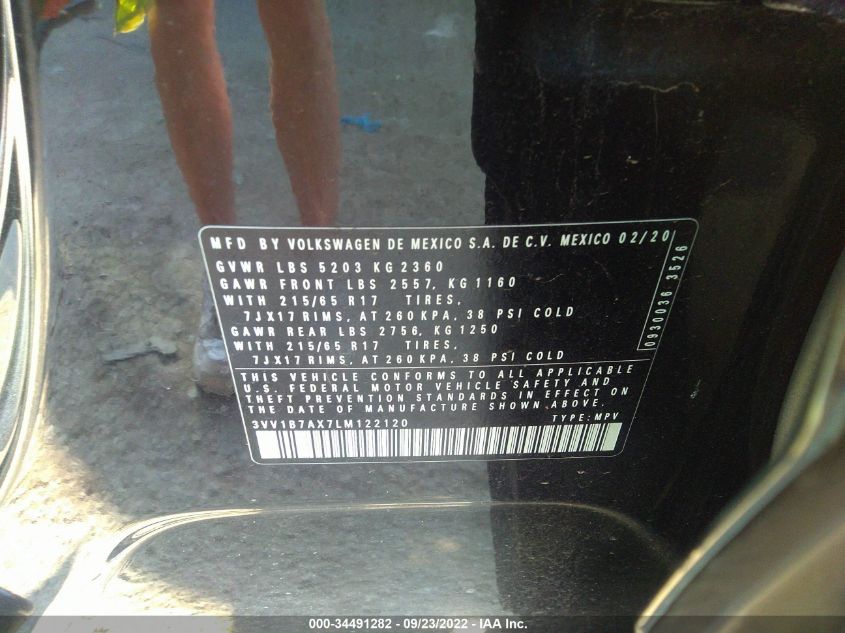 MFD BY VOLKSWAGEN DE MEXICO S.A. DE C.V. MEXICO 02/20
GVWR LBS 5203 KG 2360
GAWR FRONT LBS 2557, KG 1160
WITH 215/65 R17 TIRES,
7JX17 RIMS, AT 260 KPA, 38 PSI COLD
GAWR REAR LBS 2756, KG 1250
WITH 215/65 R17 TIRES,
7JX17 RIMS, AT 260 KPA, 38 PSI COLD
0930036 3526
THIS VEHICLE CONFORMS TO ALL APPLICABLE
U.S. FEDERAL MOTOR VEHICLE SAFETY AND
THEFT PREVENTION STANDARDS IN EFFECT ON
THE DATE OF MANUFACTURE SHOWN ABOVE.
3VV1B7AX7LM122120 TYPE: MPV
000-34491282 - 09/23/2022 - IAA Inc.